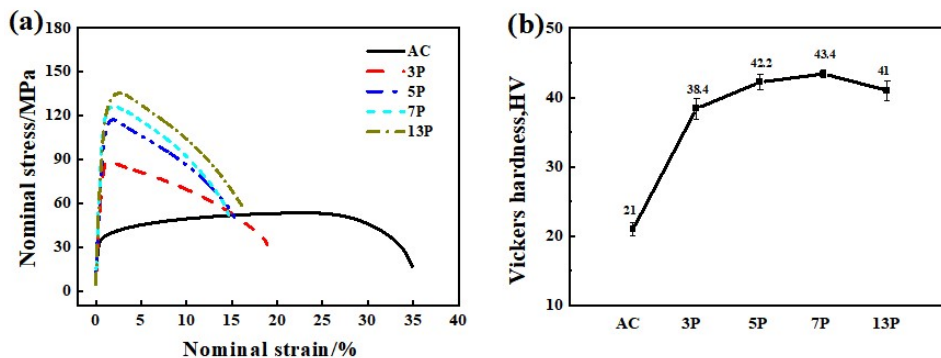 (a)
180
150
120
90
60
30
0
Nominal stress/MPa
AC
3P
5P
7P
13P
0 5 10 15 20 25 30 35 40
Nominal strain/%
(b)
60
50
40
30
20
10
Vickers hardness,HV
21
38.4
42.2
43.4
41
AC 3P 5P 7P 13P